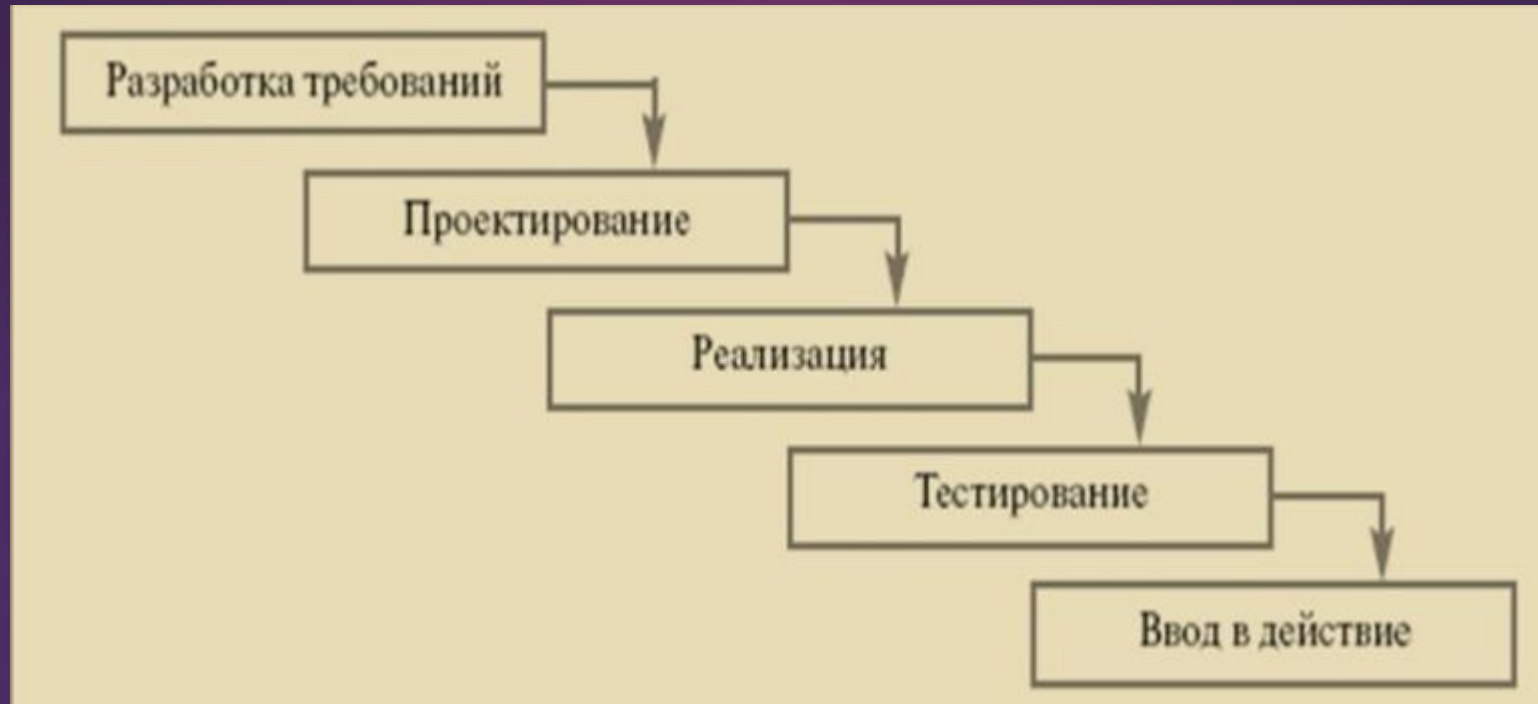 Разработка требований
Проектирование
Реализация
Тестирование
Ввод в действие